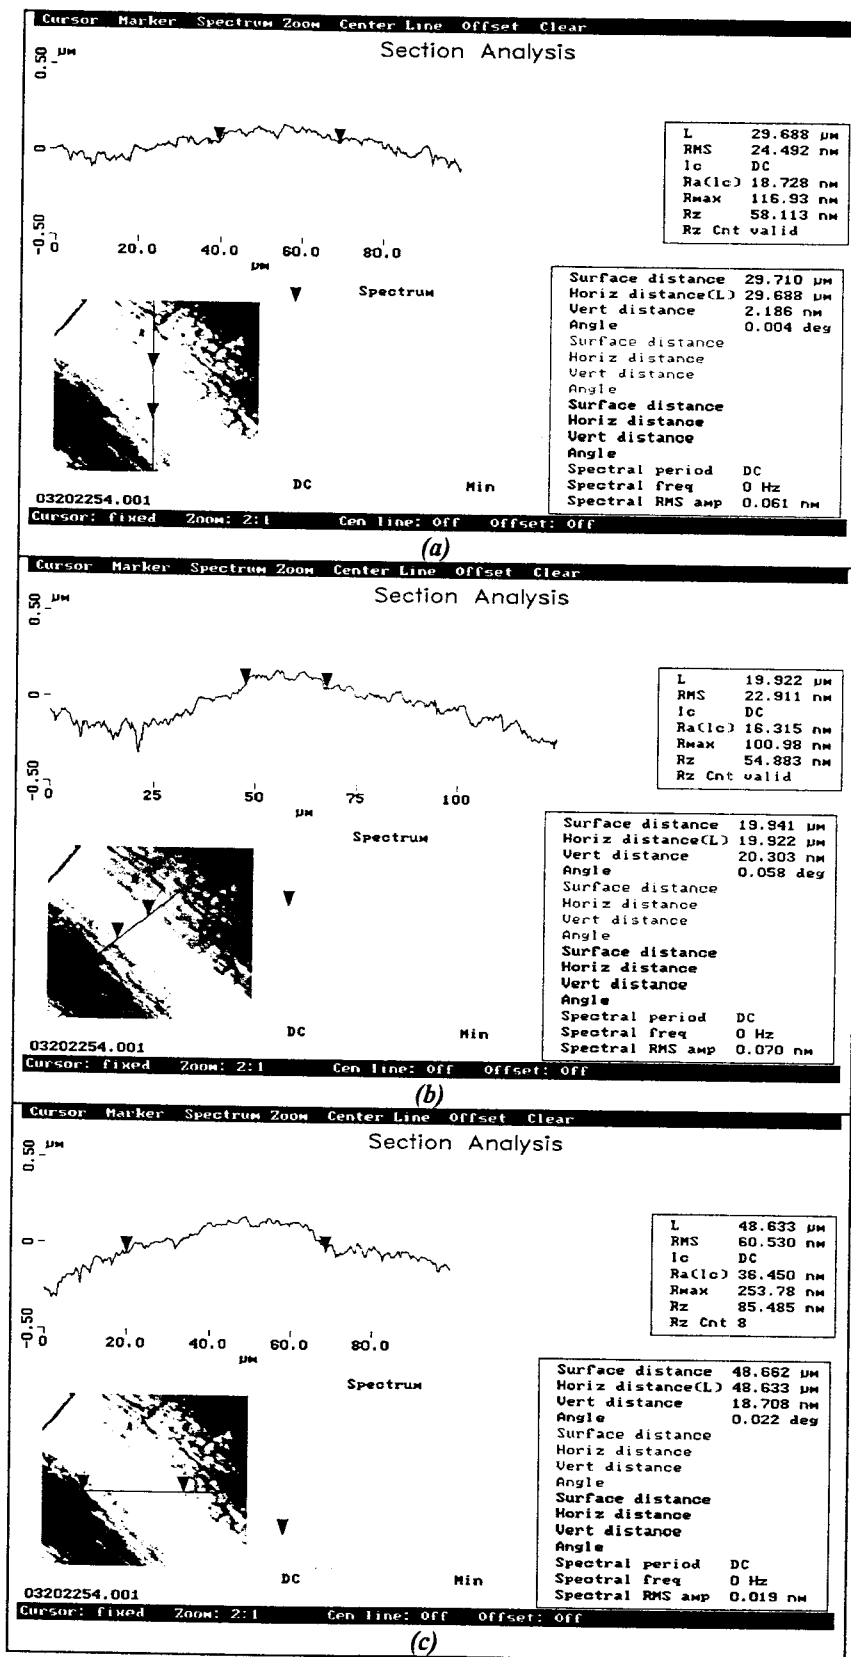 Cursor Marker Spectrum Zoom Center Line Offset Clear
Section Analysis
µm
0.50
0
-0.50
0 20.0 40.0 60.0 80.0
µm
L 29.688 µm
RMS 24.492 nm
lc DC
Ra(lc) 18.728 nm
Rmax 116.93 nm
Rz 58.113 nm
Rz Cnt valid
Spectrum
Surface distance 29.710 µm
Horiz distance(L) 29.688 µm
Vert distance 2.186 nm
Angle 0.004 deg
Surface distance
Horiz distance
Vert distance
Angle
Surface distance
Horiz distance
Vert distance
Angle
Spectral period DC
Spectral freq 0 Hz
Spectral RMS amp 0.061 nm
DC Min
03202254.001
Cursor: fixed Zoom: 2:1 Cen line: Off Offset: Off
(a)
Cursor Marker Spectrum Zoom Center Line Offset Clear
Section Analysis
µm
0.50
0
-0.50
0 25 50 75 100
µm
L 19.922 µm
RMS 22.911 nm
lc DC
Ra(lc) 16.315 nm
Rmax 100.98 nm
Rz 54.883 nm
Rz Cnt valid
Spectrum
Surface distance 19.941 µm
Horiz distance(L) 19.922 µm
Vert distance 20.303 nm
Angle 0.058 deg
Surface distance
Horiz distance
Vert distance
Angle
Surface distance
Horiz distance
Vert distance
Angle
Spectral period DC
Spectral freq 0 Hz
Spectral RMS amp 0.070 nm
DC Min
03202254.001
Cursor: fixed Zoom: 2:1 Cen line: Off Offset: Off
(b)
Cursor Marker Spectrum Zoom Center Line Offset Clear
Section Analysis
µm
0.50
0
-0.50
0 20.0 40.0 60.0 80.0
µm
L 48.633 µm
RMS 60.530 nm
lc DC
Ra(lc) 36.450 nm
Rmax 253.78 nm
Rz 85.485 nm
Rz Cnt 8
Spectrum
Surface distance 48.662 µm
Horiz distance(L) 48.633 µm
Vert distance 18.708 nm
Angle 0.022 deg
Surface distance
Horiz distance
Vert distance
Angle
Surface distance
Horiz distance
Vert distance
Angle
Spectral period DC
Spectral freq 0 Hz
Spectral RMS amp 0.019 nm
DC Min
03202254.001
Cursor: fixed Zoom: 2:1 Cen line: Off Offset: Off
(c)